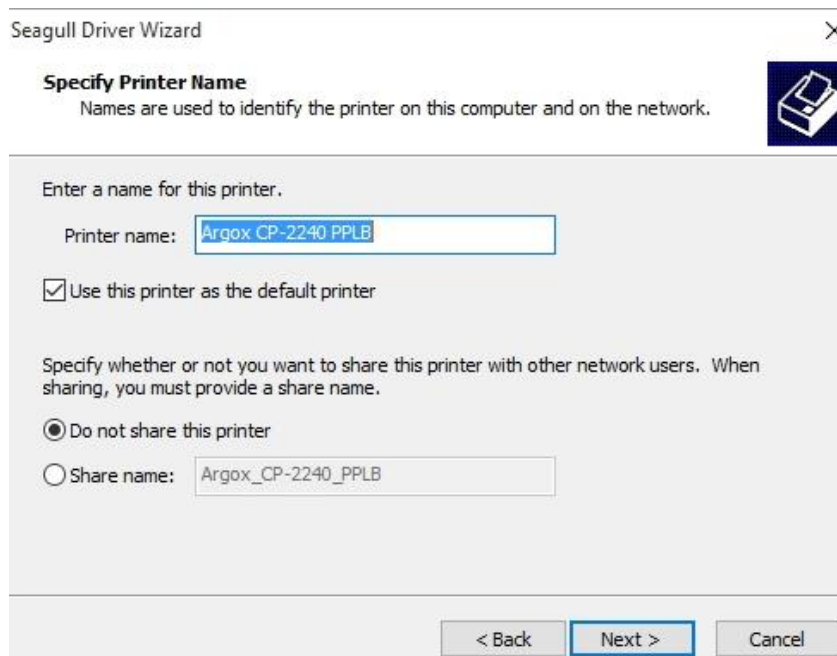 Seagull Driver Wizard
Specify Printer Name
Names are used to identify the printer on this computer and on the network.
Enter a name for this printer.
Printer name: Argox CP-2240 PPLB
Use this printer as the default printer
Specify whether or not you want to share this printer with other network users.  When
sharing, you must provide a share name.
Do not share this printer
Share name: Argox_CP-2240_PPLB
< Back Next > Cancel